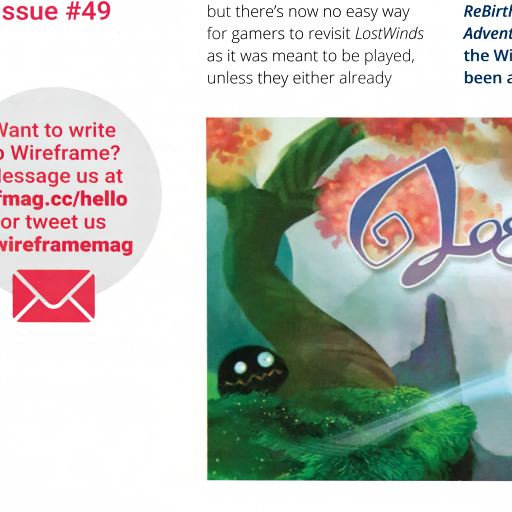 ssue #49
Want to write
o Wireframe?
Message us at
fmag.cc/hello
or tweet us
wireframemag
but there's now no easy way
for gamers to revisit LostWinds
as it was meant to be played,
unless they either already
ReBirth
Advent
the Wi
been a
Los